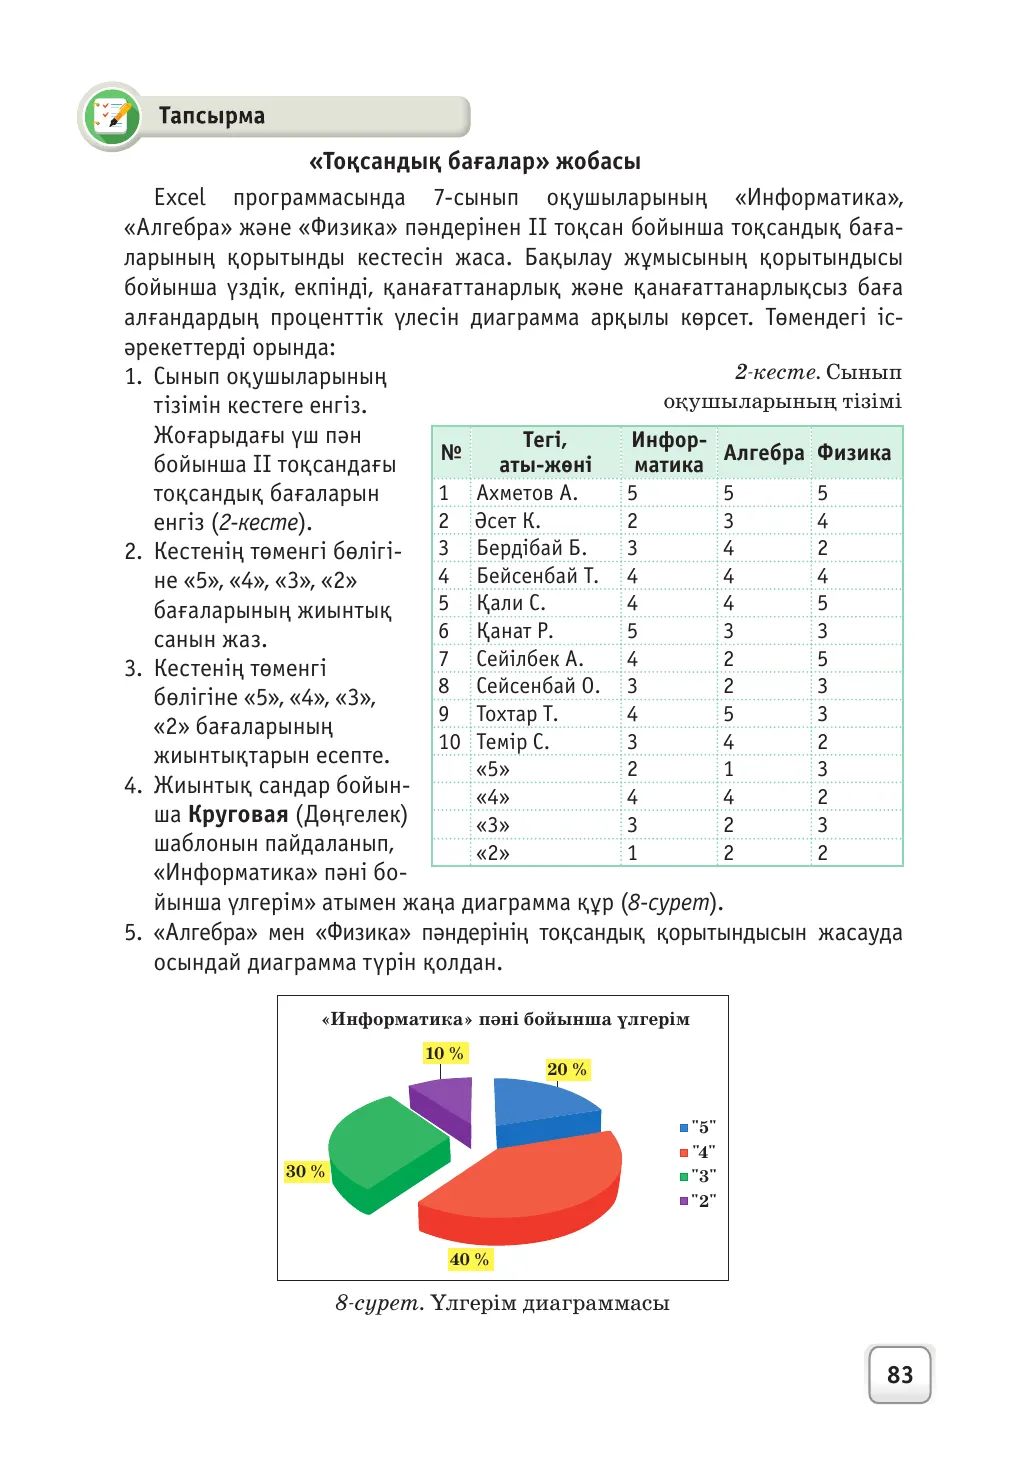 Тапсырма
«Тоқсандық бағалар» жобасы
Excel программасында 7-сынып оқушыларының «Информатика»,
«Алгебра» және «Физика» пәндерінен II тоқсан бойынша тоқсандық баға-
ларының қорытынды кестесін жаса. Бақылау жұмысының қорытындысы
бойынша үздік, екпінді, қанағаттанарлық және қанағаттанарлықсыз баға
алғандардың проценттік үлесін диаграмма арқылы көрсет. Төмендегі іс-
әрекеттерді орында:
1. Сынып оқушыларының
тізімін кестеге енгіз.
Жоғарыдағы үш пән
бойынша II тоқсандағы
тоқсандық бағаларын
енгіз (2-кесте).
2. Кестенің төменгі бөлігі-
не «5», «4», «3», «2»
бағаларының жиынтық
санын жаз.
3. Кестенің төменгі
бөлігіне «5», «4», «3»,
«2» бағаларының
жиынтықтарын есепте.
4. Жиынтық сандар бойын-
ша Круговая (Дөңгелек)
шаблонын пайдаланып,
«Информатика» пәні бо-
йынша үлгерім» атымен жаңа диаграмма құр (8-сурет).
5. «Алгебра» мен «Физика» пәндерінің тоқсандық қорытындысын жасауда
осындай диаграмма түрін қолдан.
2-кесте. Сынып
оқушыларының тізімі
№ Тегі, аты-жөні Инфор-матика Алгебра Физика
1 Ахметов А. 5 5 5
2 Әсет К. 2 3 4
3 Бердібай Б. 3 4 2
4 Бейсенбай Т. 4 4 4
5 Қали С. 4 4 5
6 Қанат Р. 5 3 3
7 Сейілбек А. 4 2 5
8 Сейсенбай О. 3 2 3
9 Тохтар Т. 4 5 3
10 Темір С. 3 4 2
«5» 2 1 3
«4» 4 4 2
«3» 3 2 3
«2» 1 2 2
«Информатика» пәні бойынша үлгерім
10 %
20 %
30 %
40 %
"5"
"4"
"3"
"2"
8-сурет. Үлгерім диаграммасы
83